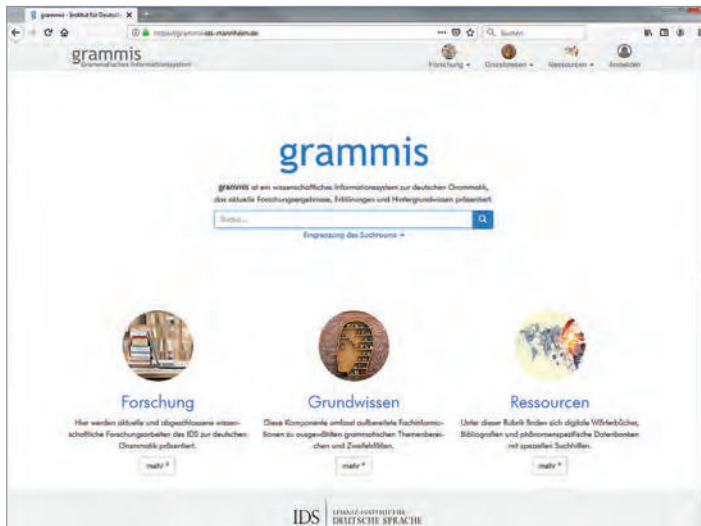 grammis - Institut für Deutsch
https://grammis.ids-mannheim.de
Suchen
grammis
Grammatisches Informationssystem
Forschung
Grundwissen
Ressourcen
Anmelden
grammis
grammis ist ein wissenschaftliches Informationssystem zur deutschen Grammatik,
das aktuelle Forschungsergebnisse, Erklärungen und Hintergrundwissen präsentiert.
Suche...
Eingrenzung des Suchraums
Forschung
Hier werden aktuelle und abgeschlossene wissen-
schaftliche Forschungsarbeiten des IDS zur deutschen
Grammatik präsentiert.
mehr
Grundwissen
Diese Komponente umfasst aufbereitete Fachinforma-
tionen zu ausgewählten grammatischen Themenberei-
chen und Zweifelsfällen.
mehr
Ressourcen
Unter dieser Rubrik finden sich digitale Wörterbücher,
Bibliografien und phänomenspezifische Datenbanken
mit speziellen Suchhilfen.
mehr
IDS
LEIBNIZ-INSTITUT FÜR
DEUTSCHE SPRACHE